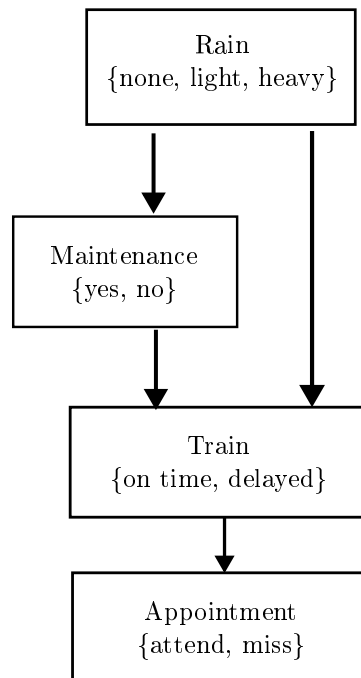 Rain
{none, light, heavy}
Maintenance
{yes, no}
Train
{on time, delayed}
Appointment
{attend, miss}